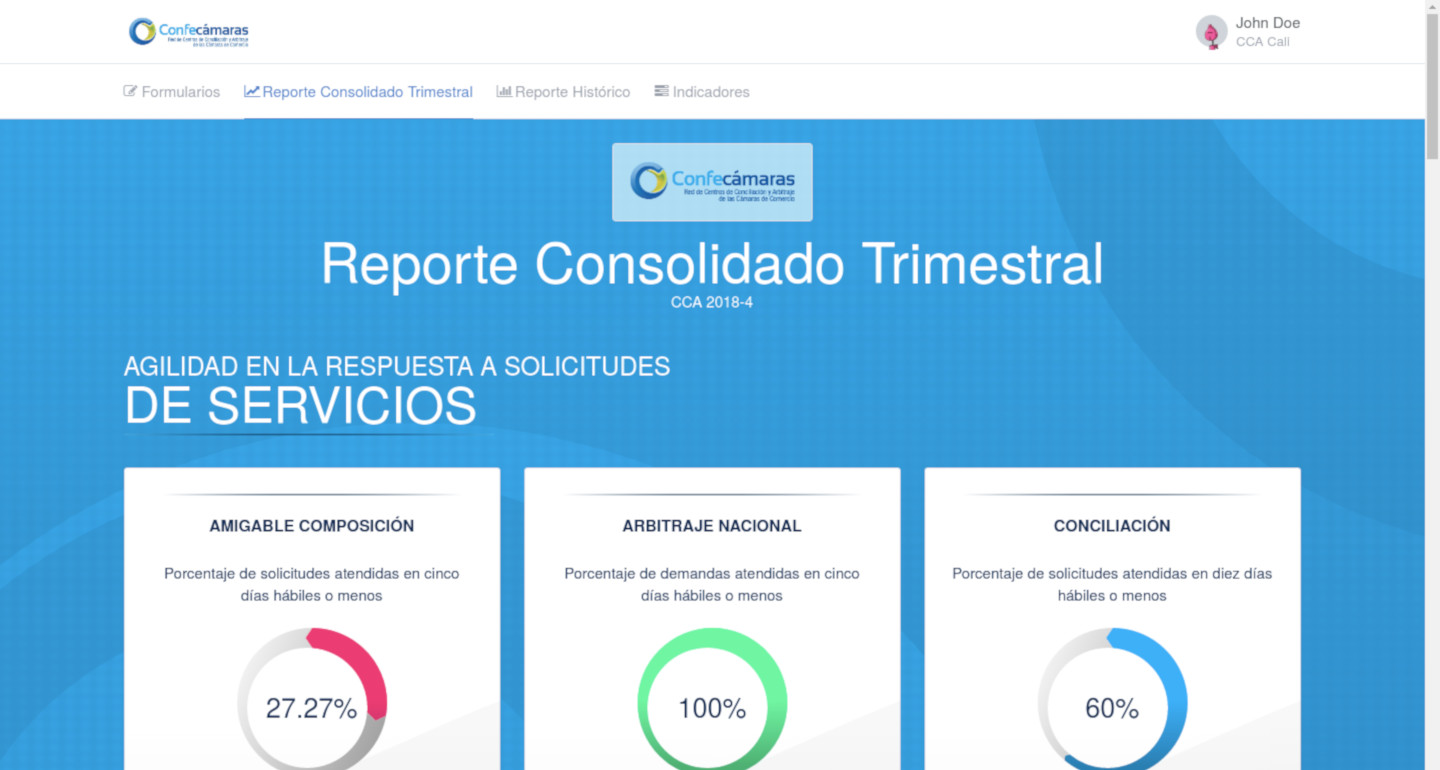 Confecámaras
Red de Centros de Conciliación y Arbitraje
de las Cámaras de Comercio
John Doe
CCA Cali
Formularios
Reporte Consolidado Trimestral
Reporte Histórico
Indicadores
Confecámaras
Red de Centros de Conciliación y Arbitraje
de las Cámaras de Comercio
Reporte Consolidado Trimestral
CCA 2018-4
AGILIDAD EN LA RESPUESTA A SOLICITUDES
DE SERVICIOS
AMIGABLE COMPOSICIÓN
Porcentaje de solicitudes atendidas en cinco
días hábiles o menos
27.27%
ARBITRAJE NACIONAL
Porcentaje de demandas atendidas en cinco
días hábiles o menos
100%
CONCILIACIÓN
Porcentaje de solicitudes atendidas en diez días
hábiles o menos
60%